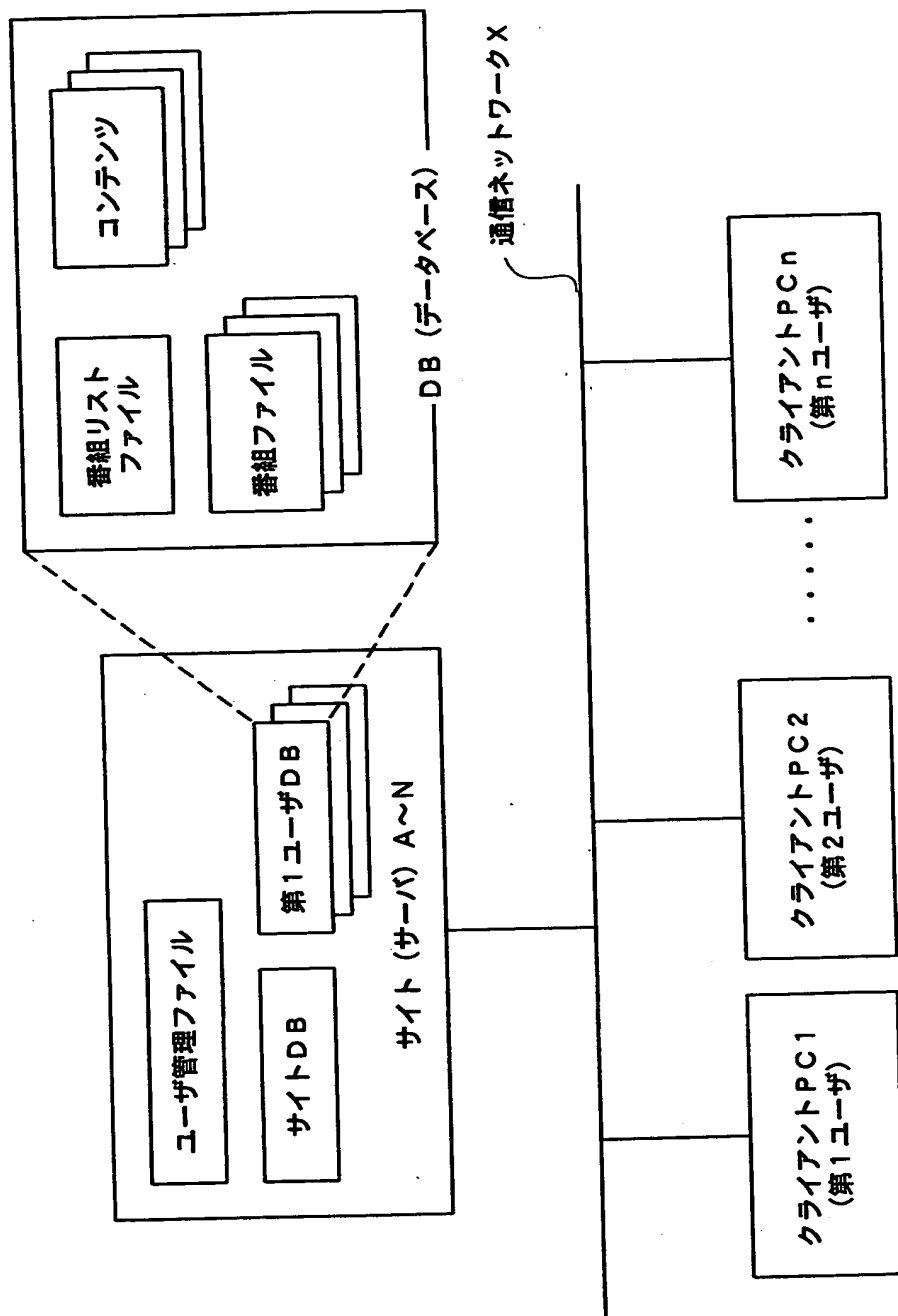 ユーザ管理ファイル
サイトDB
第1ユーザDB
サイト(サーバ)A~N
番組リスト
ファイル
番組ファイル
コンテンツ
DB(データベース)
通信ネットワークX
クライアントPC1
(第1ユーザ)
クライアントPC2
(第2ユーザ)
・・・・・・
クライアントPCn
(第nユーザ)